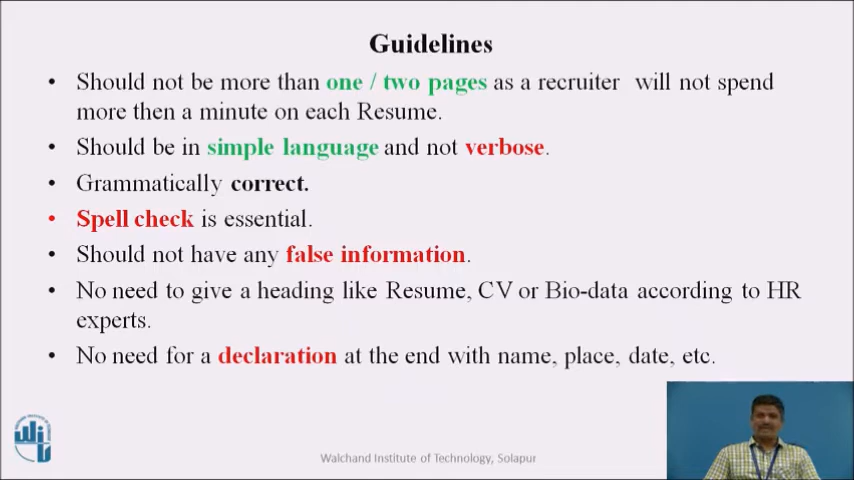 Guidelines
• Should not be more than one / two pages as a recruiter will not spend
more then a minute on each Resume.
• Should be in simple language and not verbose.
• Grammatically correct.
• Spell check is essential.
• Should not have any false information.
• No need to give a heading like Resume, CV or Bio-data according to HR
experts.
• No need for a declaration at the end with name, place, date, etc.
Walchand Institute of Technology, Solapur